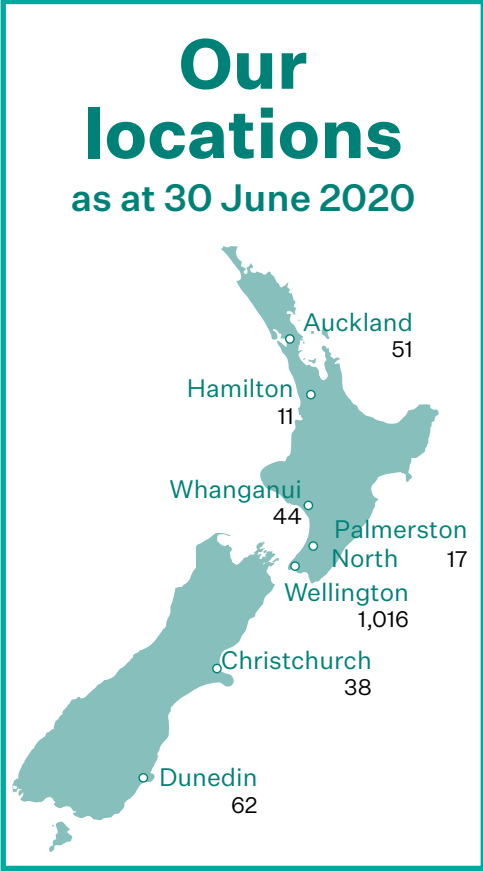 Our
locations
as at 30 June 2020
Auckland
51
Hamilton
11
Whanganui
44
Palmerston
North 17
Wellington
1,016
Christchurch
38
Dunedin
62